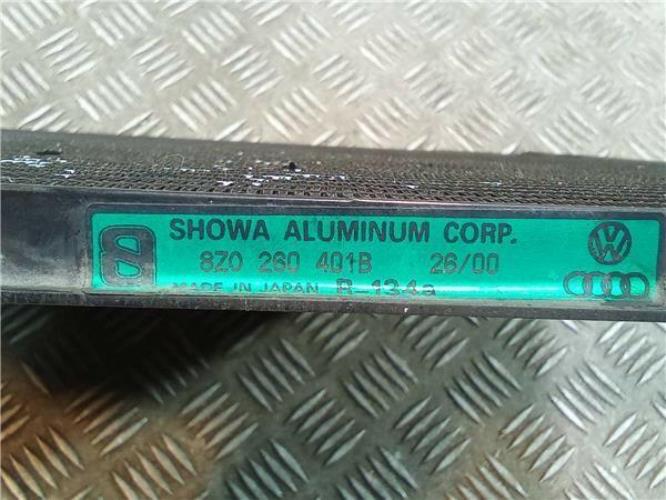 SHOWA ALUMINUM CORP.
8Z0 260 401B 26/00
MADE IN JAPAN R-134a